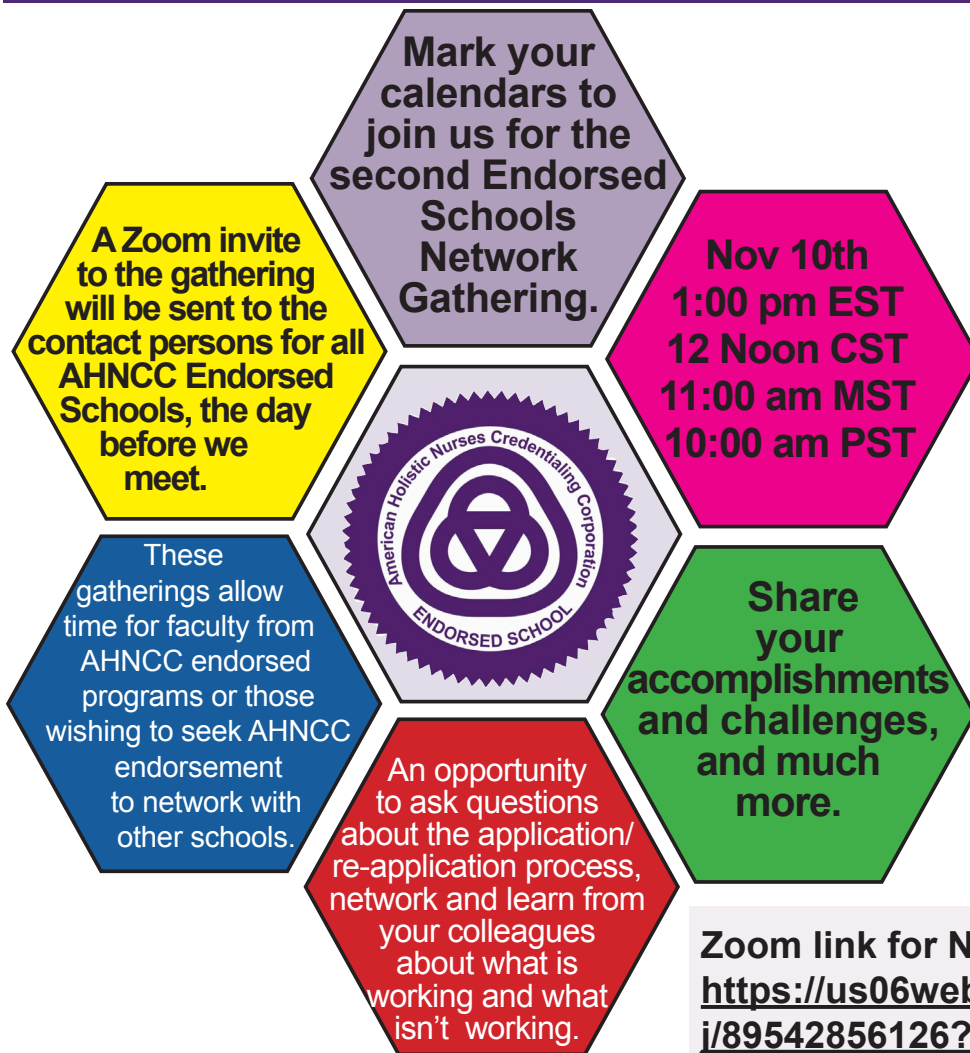 Mark your
calendars to
join us for the
second Endorsed
Schools
Network
Gathering.
A Zoom invite
to the gathering
will be sent to the
contact persons for all
AHNCC Endorsed
Schools, the day
before we
meet.
Nov 10th
1:00 pm EST
12 Noon CST
11:00 am MST
10:00 am PST
American Holistic Nurses Credentialing Corporation
ENDORSED SCHOOL
These
gatherings allow
time for faculty from
AHNCC endorsed
programs or those
wishing to seek AHNCC
endorsement
to network with
other schools.
Share
your
accomplishments
and challenges,
and much
more.
An opportunity
to ask questions
about the application/
re-application process,
network and learn from
your colleagues
about what is
working and what
isn't  working.
Zoom link for N
https://us06web
j/89542856126?